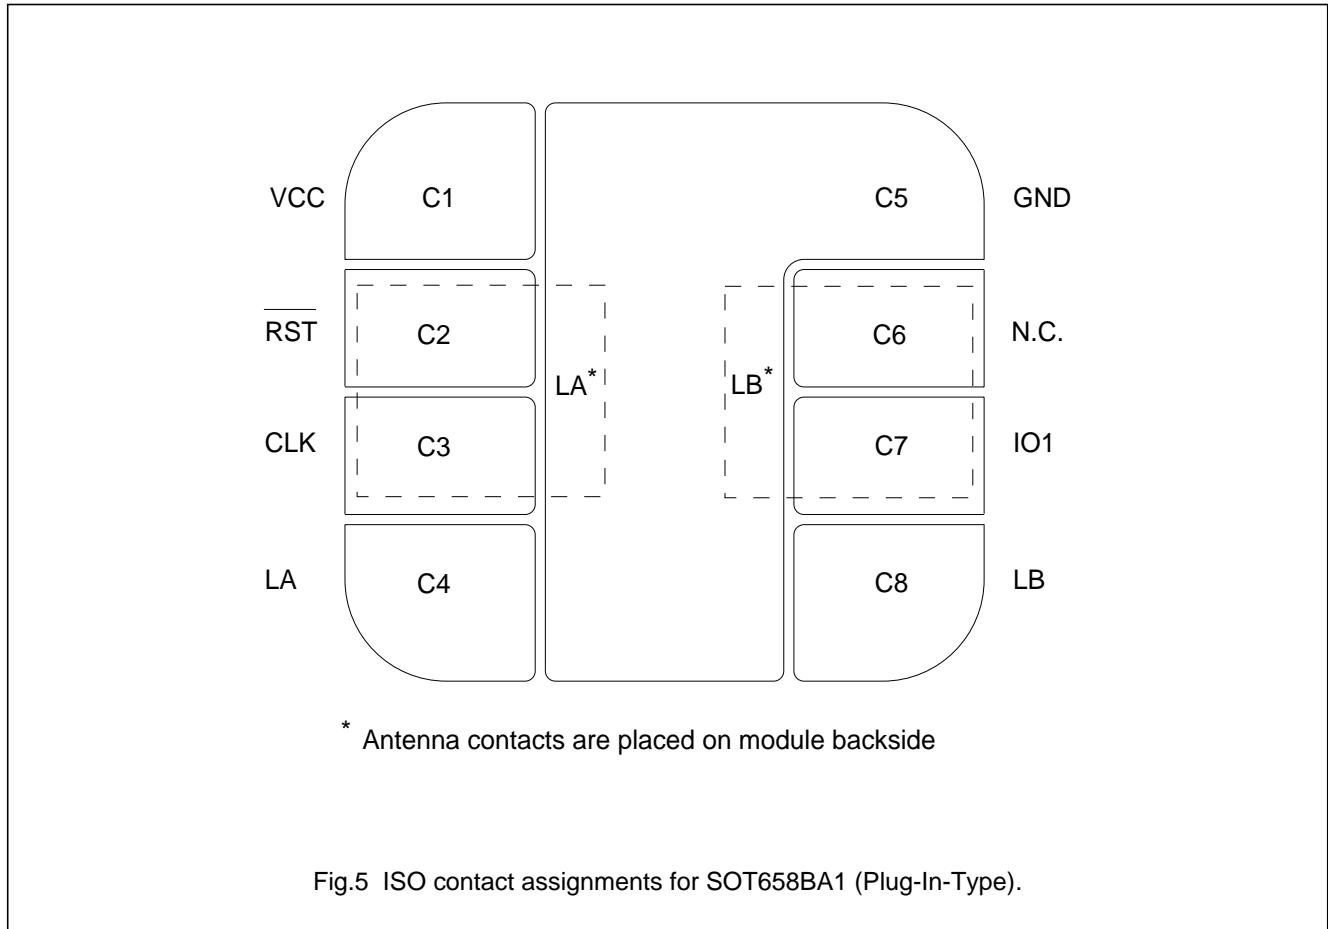 VCC C1 C5 GND
RST C2 C6 N.C.
LA* LB*
CLK C3 C7 IO1
LA C4 C8 LB
* Antenna contacts are placed on module backside
Fig.5 ISO contact assignments for SOT658BA1 (Plug-In-Type).